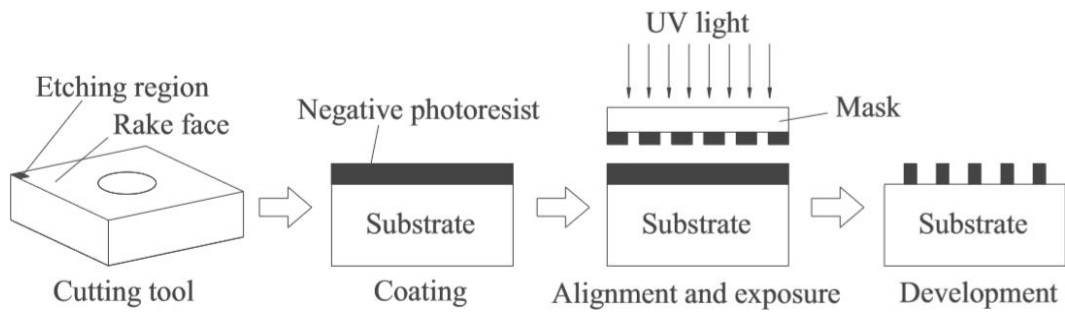 UV light
Etching region
Rake face
Negative photoresist
Mask
Substrate
Substrate
Substrate
Cutting tool
Coating
Alignment and exposure
Development